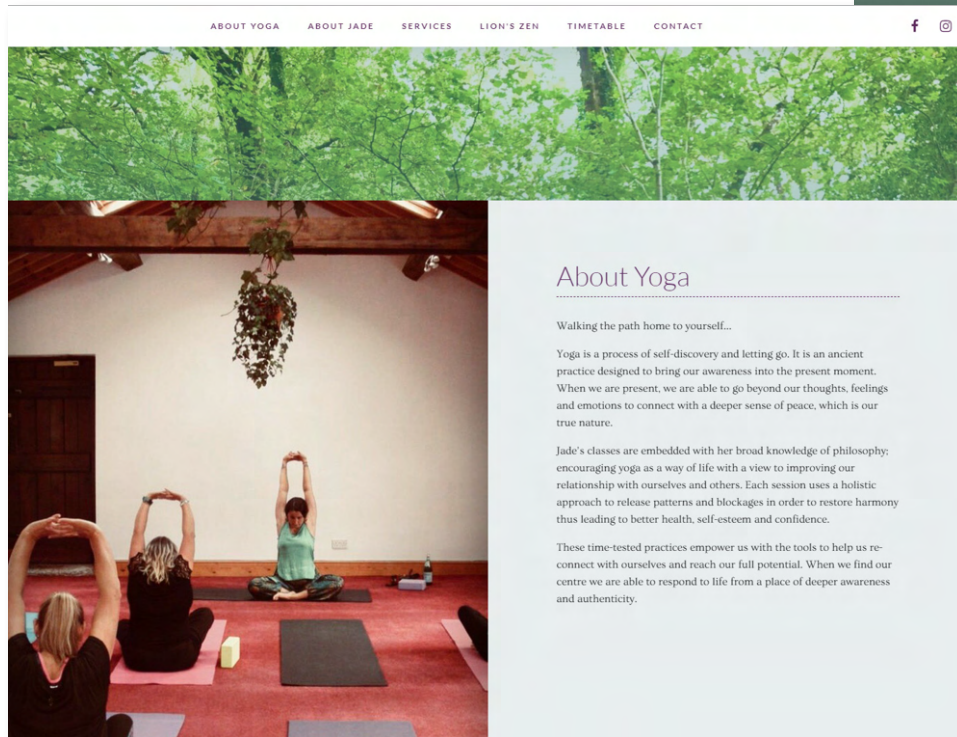 ABOUT YOGA ABOUT JADE SERVICES LION'S ZEN TIMETABLE CONTACT
About Yoga
Walking the path home to yourself...
Yoga is a process of self-discovery and letting go. It is an ancient
practice designed to bring our awareness into the present moment.
When we are present, we are able to go beyond our thoughts, feelings
and emotions to connect with a deeper sense of peace, which is our
true nature.
Jade's classes are embedded with her broad knowledge of philosophy;
encouraging yoga as a way of life with a view to improving our
relationship with ourselves and others. Each session uses a holistic
approach to release patterns and blockages in order to restore harmony
thus leading to better health, self-esteem and confidence.
These time-tested practices empower us with the tools to help us re-
connect with ourselves and reach our full potential. When we find our
centre we are able to respond to life from a place of deeper awareness
and authenticity.